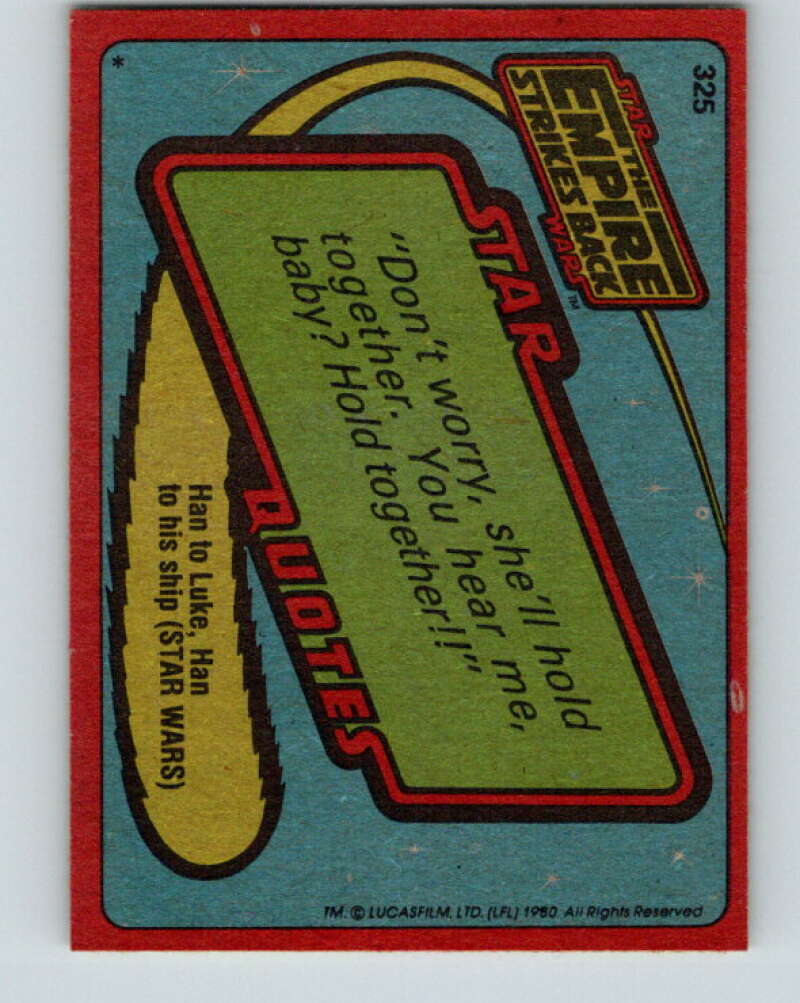 325
STAR
THE
EMPIRE
STRIKES BACK
WARS
TM
STAR
"Don't worry, she'll hold
together. You hear me,
baby? Hold together!!"
QUOTES
Han to Luke, Han
to his ship (STAR WARS)
*
TM: © LUCASFILM, LTD. (LFL) 1980. All Rights Reserved